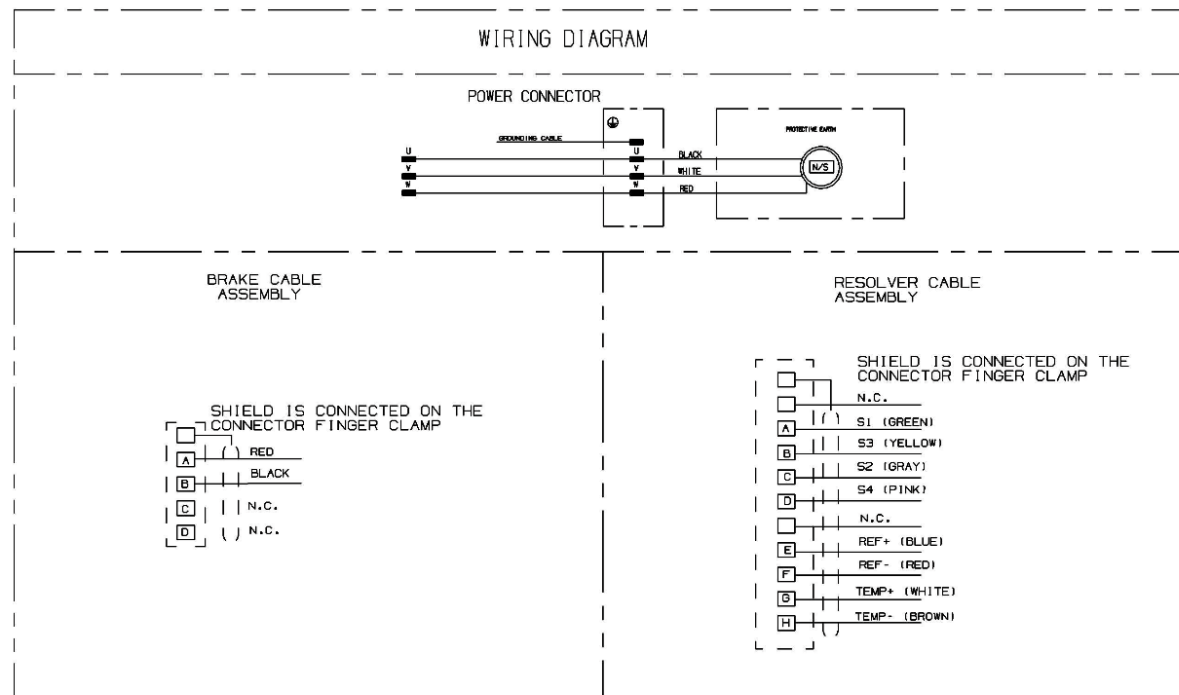 WIRING DIAGRAM
POWER CONNECTOR
PROTECTIVE EARTH
GROUNDING CABLE
U
U
BLACK
V
V
WHITE
N/S
W
W
RED
BRAKE CABLE
ASSEMBLY
SHIELD IS CONNECTED ON THE
CONNECTOR FINGER CLAMP
A
RED
B
BLACK
C
N.C.
D
N.C.
RESOLVER CABLE
ASSEMBLY
SHIELD IS CONNECTED ON THE
CONNECTOR FINGER CLAMP
N.C.
A
S1 (GREEN)
B
S3 (YELLOW)
C
S2 (GRAY)
D
S4 (PINK)
N.C.
E
REF+ (BLUE)
F
REF- (RED)
G
TEMP+ (WHITE)
H
TEMP- (BROWN)